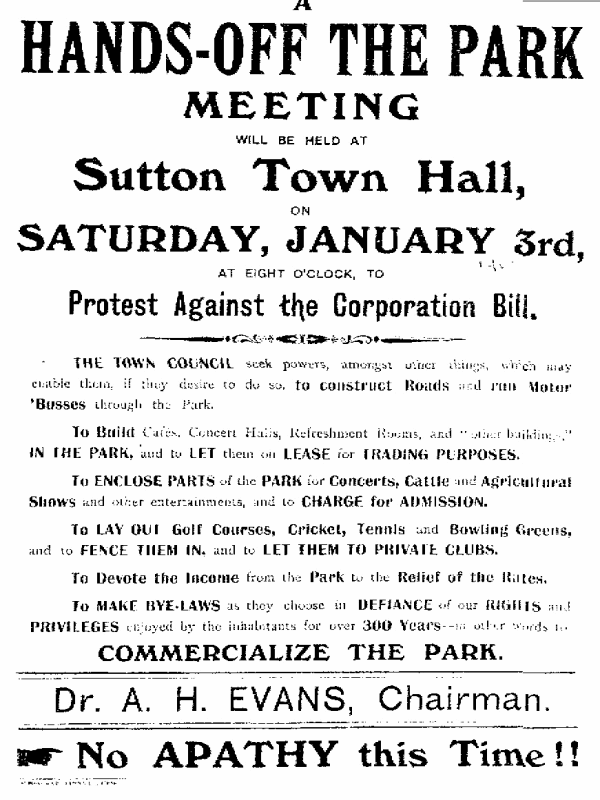 A
HANDS-OFF THE PARK
MEETING
WILL BE HELD AT
Sutton Town Hall,
ON
SATURDAY, JANUARY 3rd,
AT EIGHT O'CLOCK, TO
Protest Against the Corporation Bill.
THE TOWN COUNCIL seek powers, amongst other things, which may
enable them, if they desire to do so, to construct Roads and run Motor
'Busses through the Park.
To Build Cafés, Concert Halls, Refreshment Rooms, and "other buildings,"
IN THE PARK, and to LET them on LEASE for TRADING PURPOSES.
To ENCLOSE PARTS of the PARK for Concerts, Cattle and Agricultural
Shows and other entertainments, and to CHARGE for ADMISSION.
To LAY OUT Golf Courses, Cricket, Tennis and Bowling Greens,
and to FENCE THEM IN, and to LET THEM TO PRIVATE CLUBS.
To Devote the Income from the Park to the Relief of the Rates.
To MAKE BYE-LAWS as they choose in DEFIANCE of our RIGHTS and
PRIVILEGES enjoyed by the inhabitants for over 300 Years—in other words to
COMMERCIALIZE THE PARK.
Dr. A. H. EVANS, Chairman.
No APATHY this Time!!